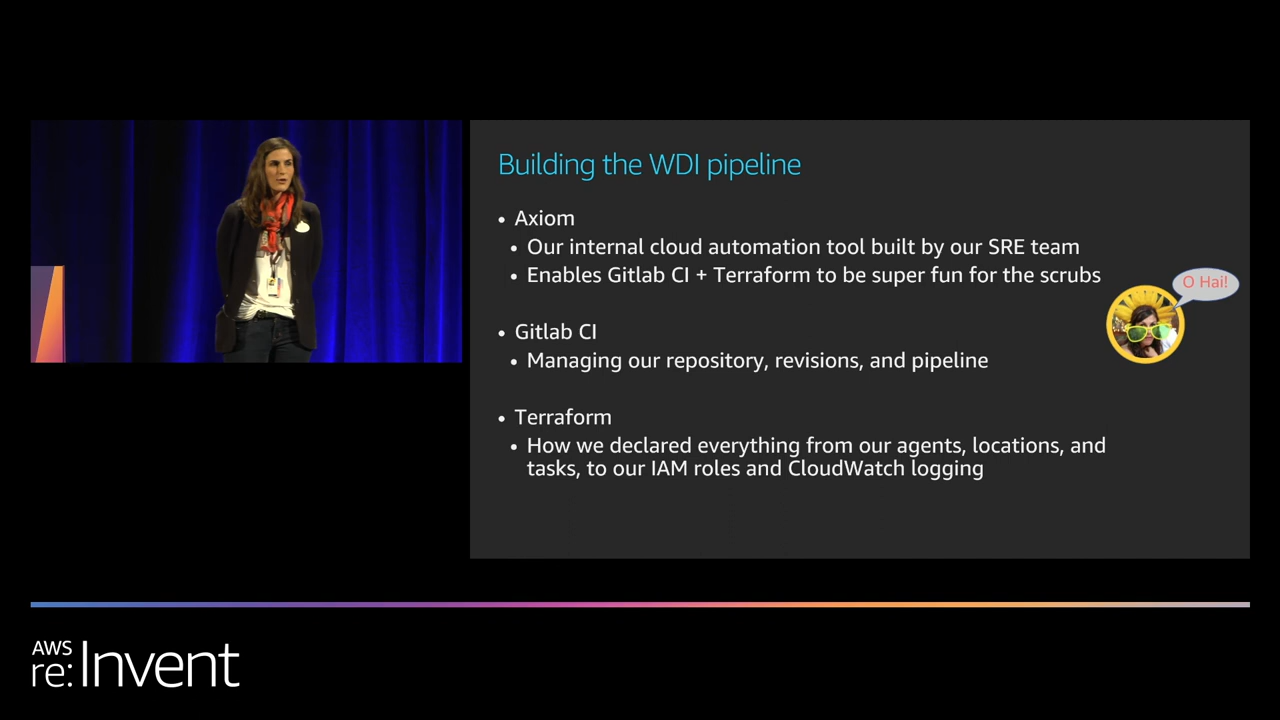 Building the WDI pipeline
• Axiom
• Our internal cloud automation tool built by our SRE team
• Enables Gitlab CI + Terraform to be super fun for the scrubs
O Hai!
• Gitlab CI
• Managing our repository, revisions, and pipeline
• Terraform
• How we declared everything from our agents, locations, and
tasks, to our IAM roles and CloudWatch logging
AWS
re:Invent